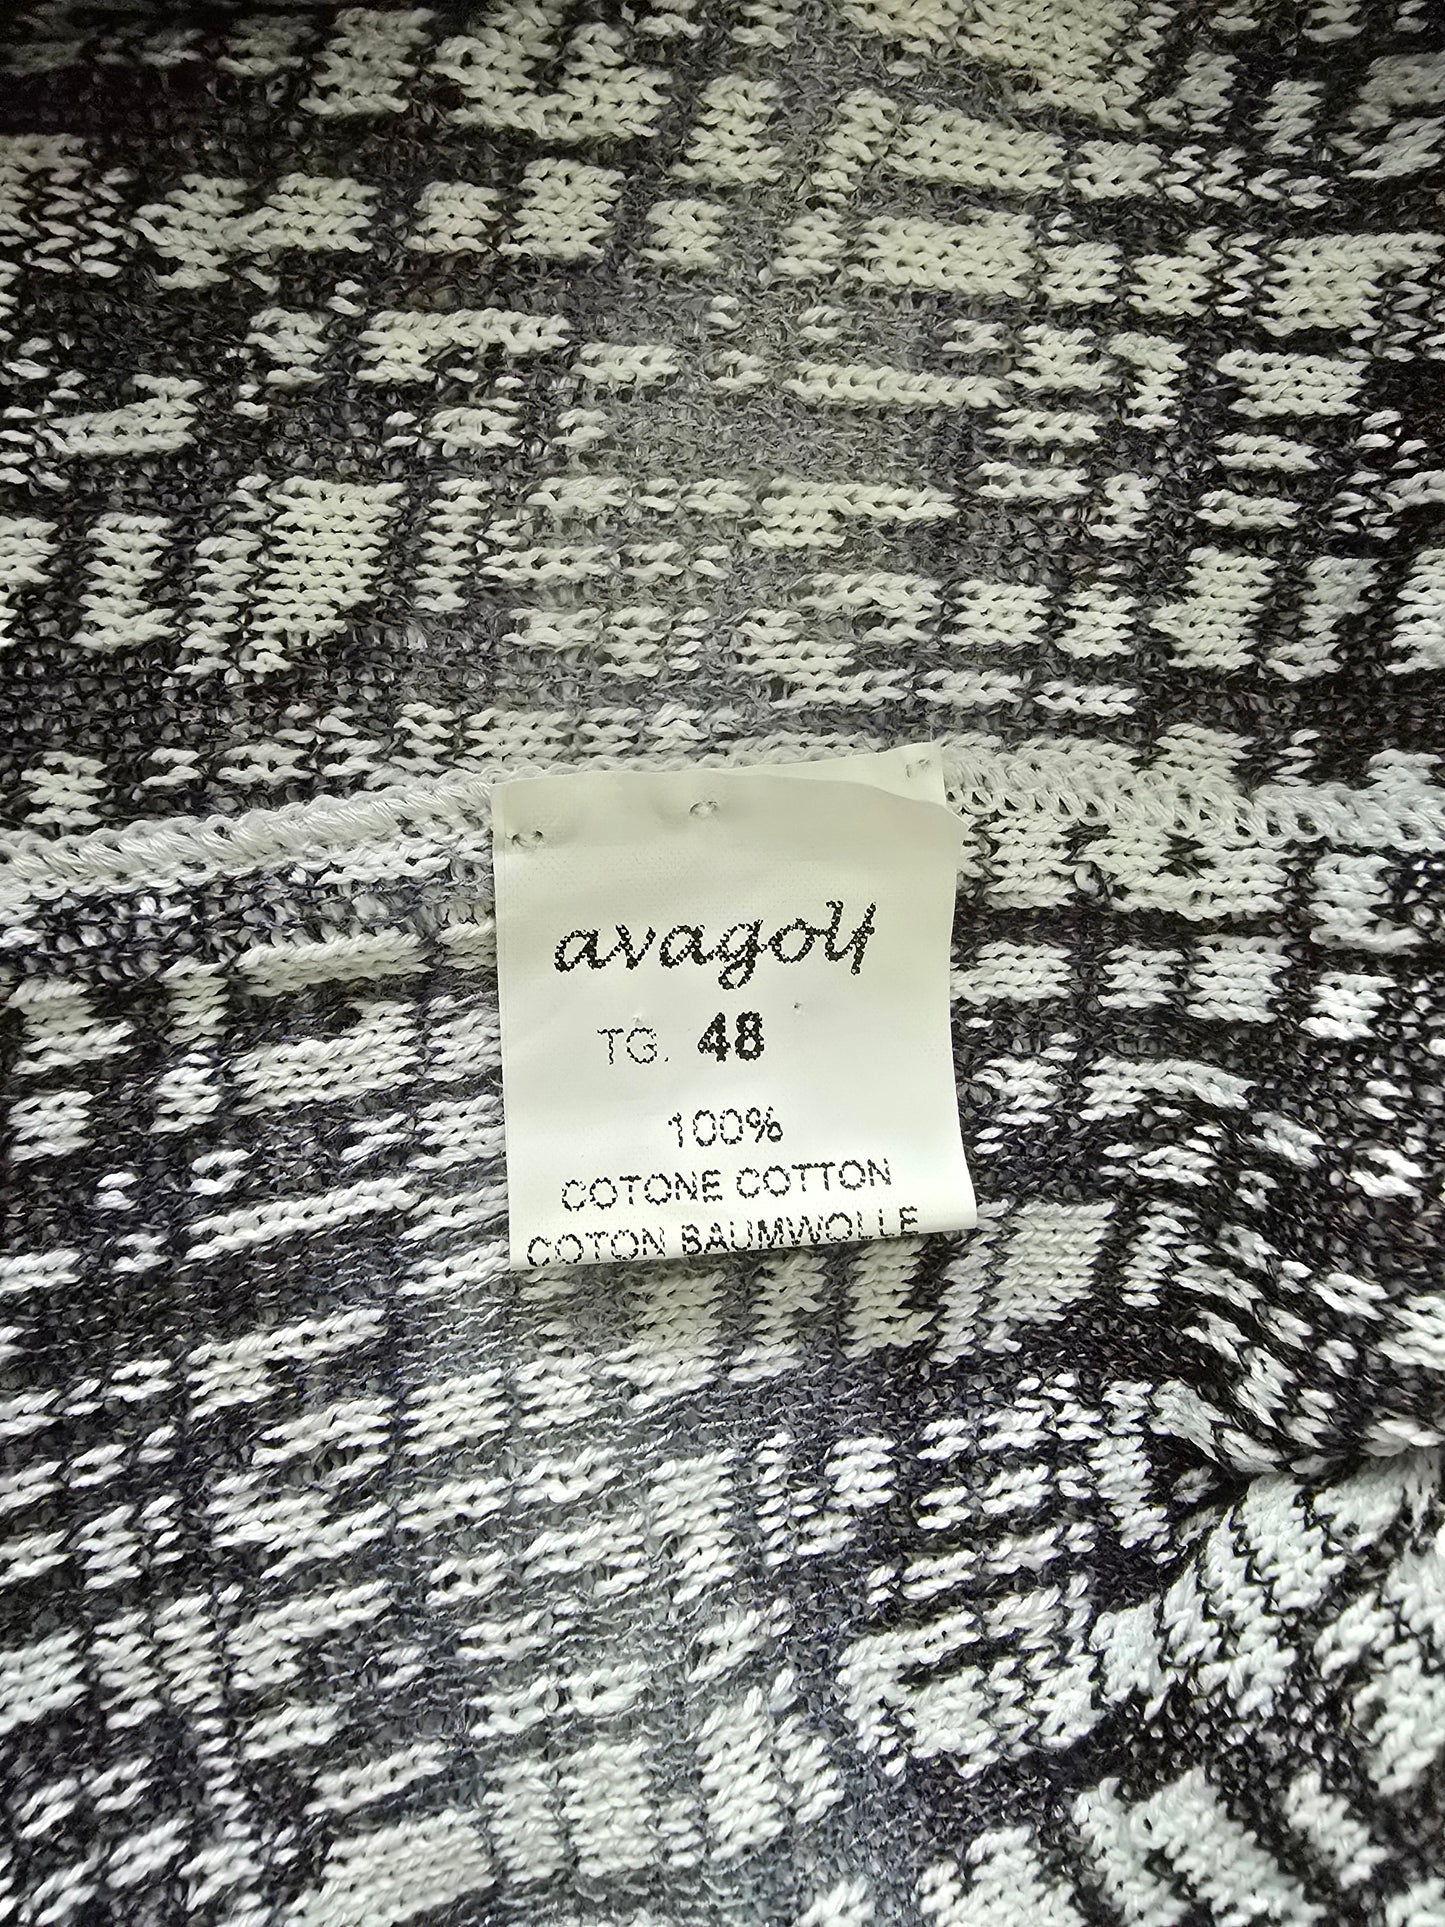 avagolf
TG. 48
100%
COTONE COTTON
COTON BAUMWOLLE